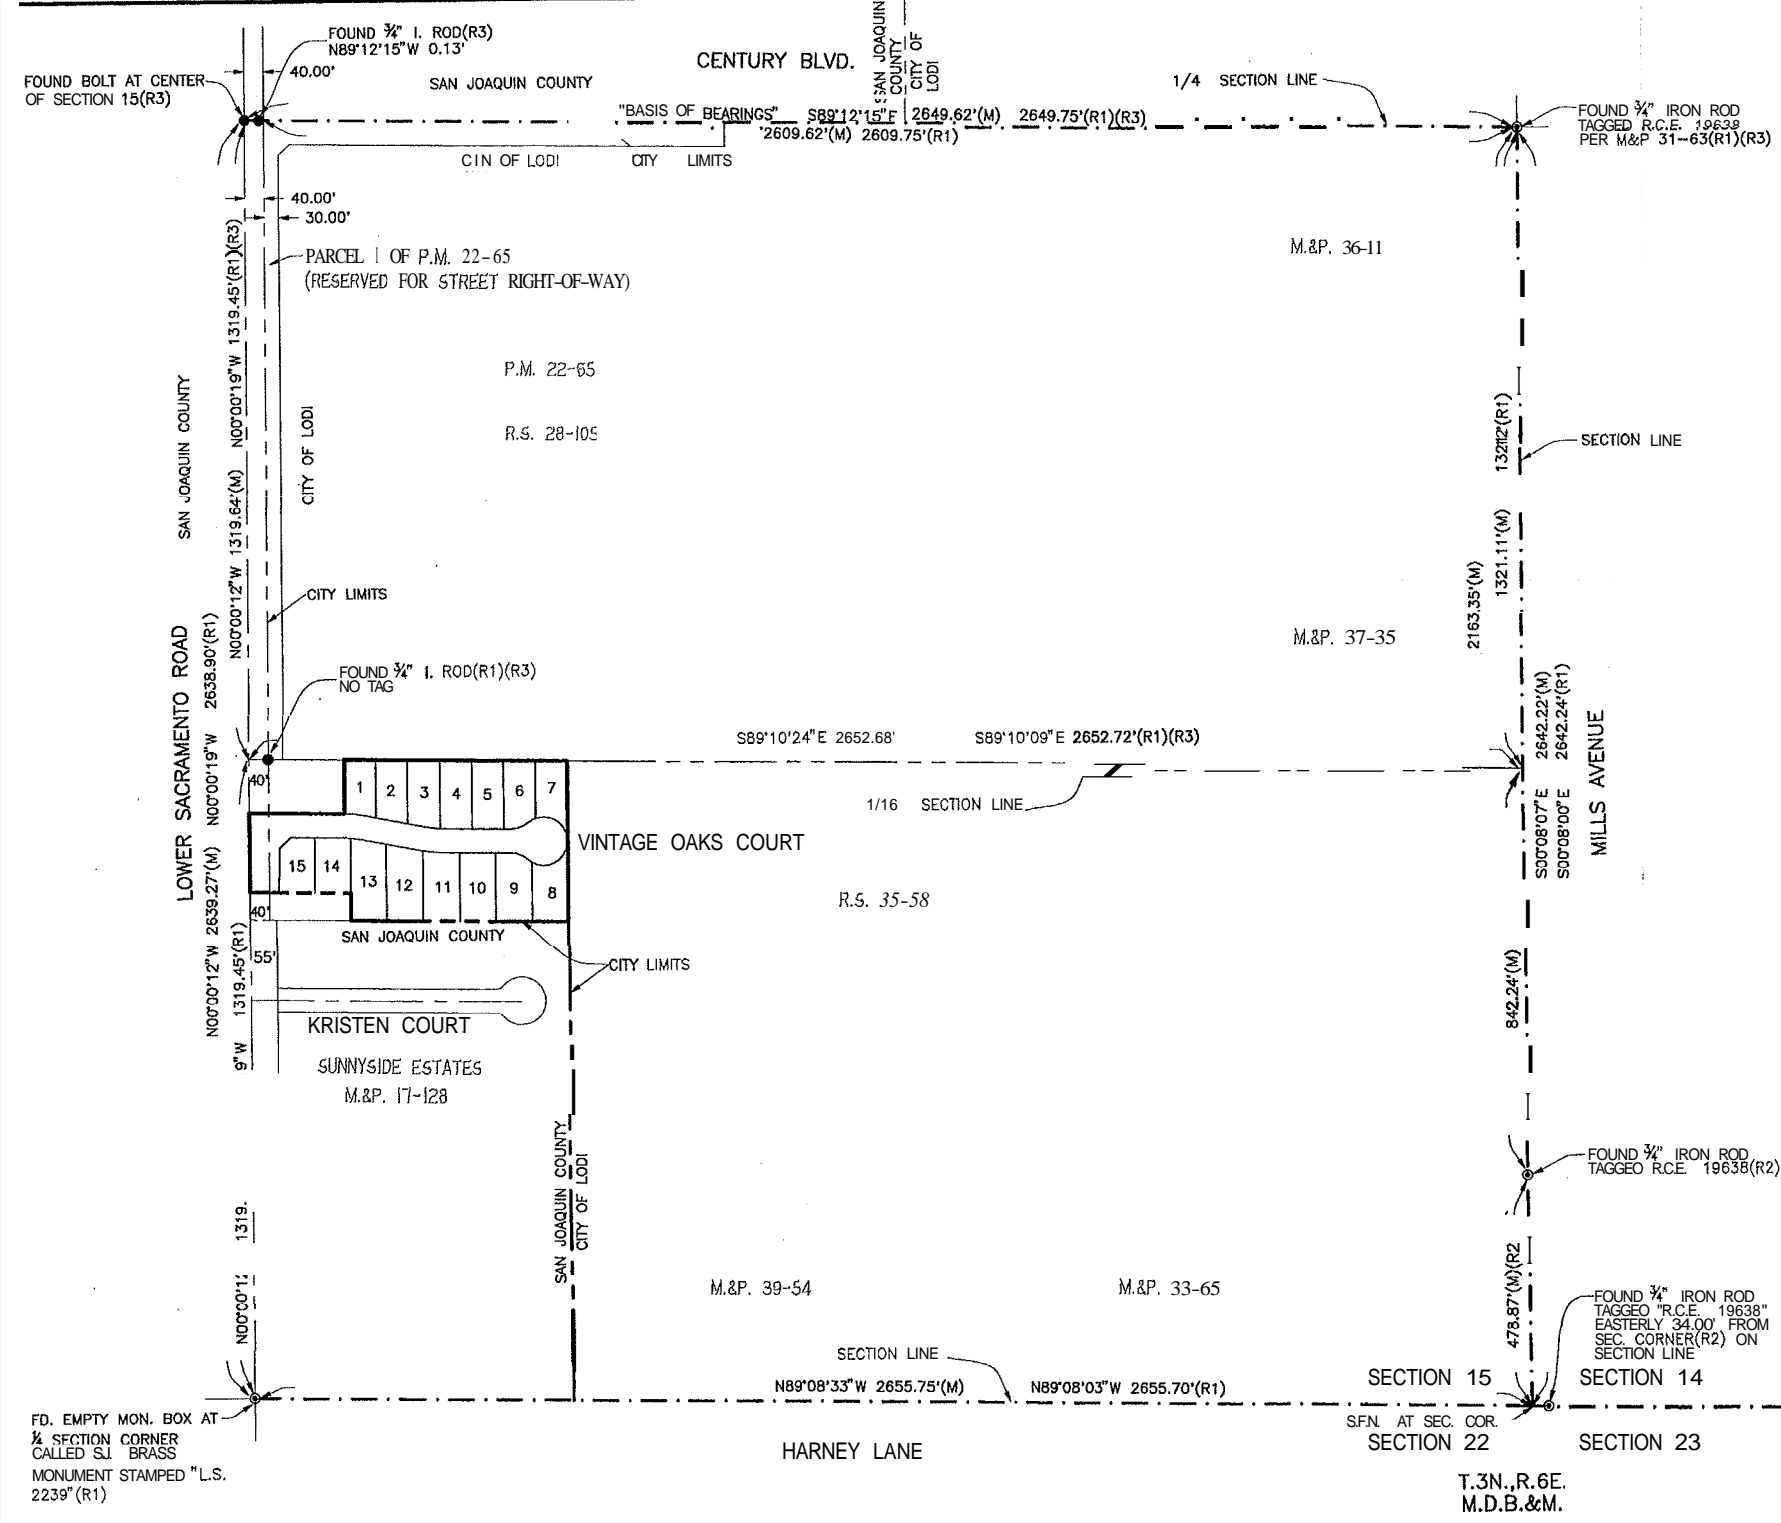 FOUND ¾" I. ROD(R3)
N89°12'15"W 0.13'
40.00'
FOUND BOLT AT CENTER
OF SECTION 15(R3)
SAN JOAQUIN COUNTY
CENTURY BLVD.
SAN JOAQUIN
COUNTY
CITY OF
LODI
1/4 SECTION LINE
"BASIS OF BEARINGS" S89°12'15"E 2649.62'(M) 2649.75'(R1)(R3)
2609.62'(M) 2609.75'(R1)
FOUND ¾" IRON ROD
TAGGED R.C.E. 19638
PER M&P 31-63(R1)(R3)
CIN OF LODI CITY LIMITS
40.00'
30.00'
PARCEL 1 OF P.M. 22-65
(RESERVED FOR STREET RIGHT-OF-WAY)
M.&P. 36-11
P.M. 22-65
R.S. 28-105
SAN JOAQUIN COUNTY
CITY OF LODI
N00°00'12"W 1319.64'(M) N00°00'19"W 1319.45'(R1)(R3)
132112'(R1)
SECTION LINE
1321.11'(M)
2163.35'(M)
CITY LIMITS
M.&P. 37-35
LOWER SACRAMENTO ROAD
N00°00'12"W 2639.27'(M) N00°00'19"W 2638.90'(R1)
FOUND ¾" I. ROD(R1)(R3)
NO TAG
S89°10'24"E 2652.68' S89°10'09"E 2652.72'(R1)(R3)
S00°08'07"E 2642.22'(M)
S00°08'00"E 2642.24'(R1)
MILLS AVENUE
40'
1 2 3 4 5 6 7
1/16 SECTION LINE
VINTAGE OAKS COURT
15 14 13 12 11 10 9 8
R.S. 35-58
40'
SAN JOAQUIN COUNTY
CITY LIMITS
55'
9"W 1319.45'(R1)
842.24'(M)
KRISTEN COURT
SUNNYSIDE ESTATES
M.&P. 17-128
SAN JOAQUIN COUNTY
CITY OF LODI
FOUND ¾" IRON ROD
TAGGEO R.C.E. 19638(R2)
1319.
N00°00'1
M.&P. 39-54
M.&P. 33-65
478.87'(M)(R2
FOUND ¾" IRON ROD
TAGGEO "R.C.E. 19638"
EASTERLY 34.00' FROM
SEC. CORNER(R2) ON
SECTION LINE
SECTION LINE
N89°08'33"W 2655.75'(M) N89°08'03"W 2655.70'(R1)
SECTION 15 SECTION 14
FD. EMPTY MON. BOX AT
¼ SECTION CORNER
CALLED S.J. BRASS
MONUMENT STAMPED "L.S.
2239"(R1)
S.F.N. AT SEC. COR.
SECTION 22 SECTION 23
HARNEY LANE
T.3N.,R.6E.
M.D.B.&M.